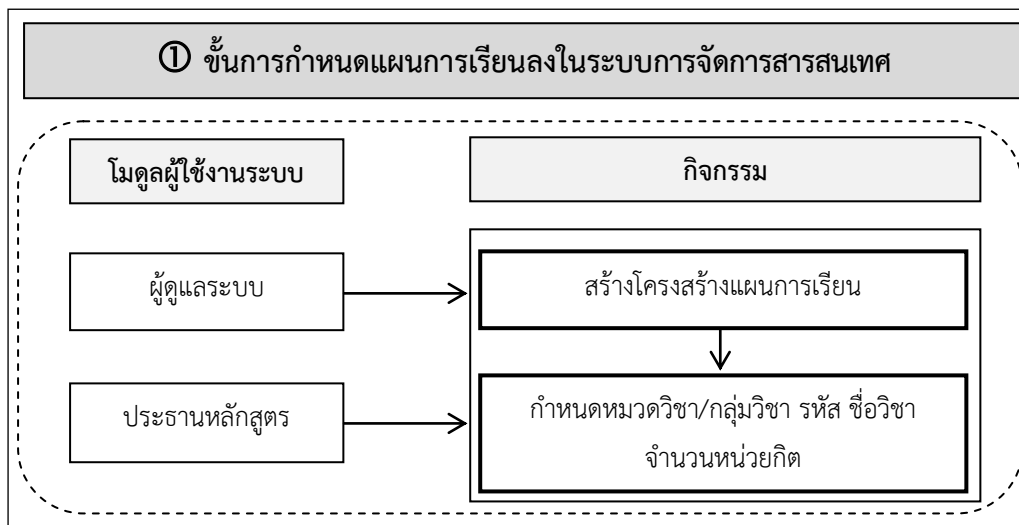 ① ขั้นการกำหนดแผนการเรียนลงในระบบการจัดการสารสนเทศ
โมดูลผู้ใช้งานระบบ
กิจกรรม
ผู้ดูแลระบบ
สร้างโครงสร้างแผนการเรียน
ประธานหลักสูตร
กำหนดหมวดวิชา/กลุ่มวิชา รหัส ชื่อวิชา
จำนวนหน่วยกิต